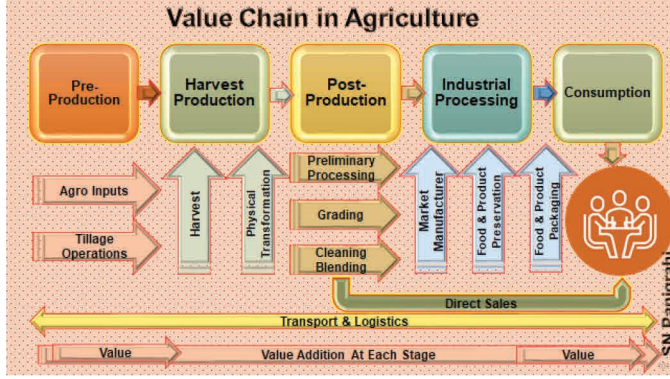 Value Chain in Agriculture
Pre-
Production
Harvest
Production
Post-
Production
Industrial
Processing
Consumption
Agro Inputs
Tillage
Operations
Harvest
Physical
Transformation
Preliminary
Processing
Grading
Cleaning
Blending
Market
Manufacturer
Food & Product
Preservation
Food & Product
Packaging
Direct Sales
Transport & Logistics
Value
Value Addition At Each Stage
Value